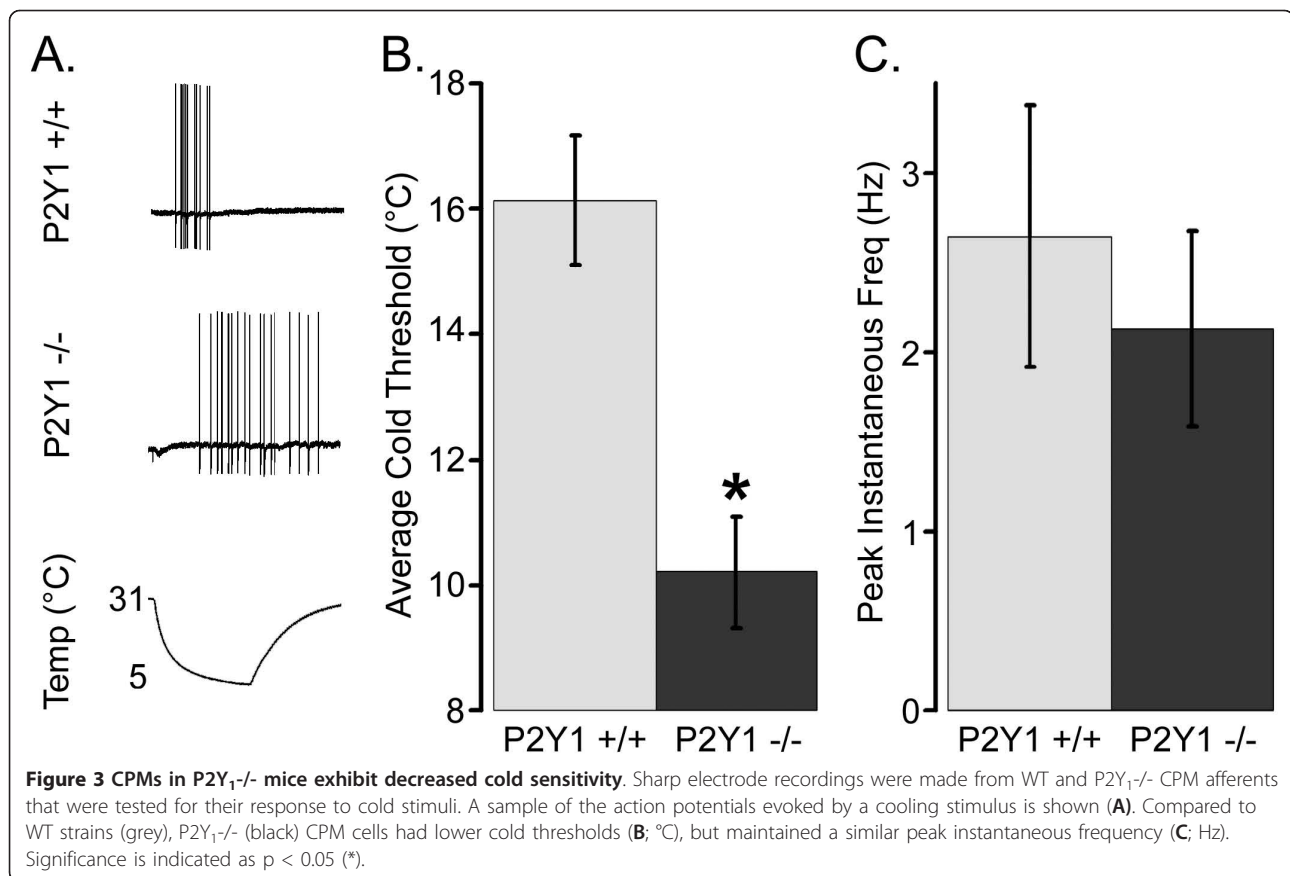 A.
P2Y1 +/+
P2Y1 -/-
Temp (°C)
31
5
B.
Average Cold Threshold (°C)
18
16
14
12
10
8
*
P2Y1 +/+ P2Y1 -/-
C.
Peak Instantaneous Freq (Hz)
3
2
1
0
P2Y1 +/+ P2Y1 -/-
Figure 3 CPMs in P2Y₁-/- mice exhibit decreased cold sensitivity. Sharp electrode recordings were made from WT and P2Y₁-/- CPM afferents
that were tested for their response to cold stimuli. A sample of the action potentials evoked by a cooling stimulus is shown (A). Compared to
WT strains (grey), P2Y₁-/- (black) CPM cells had lower cold thresholds (B; °C), but maintained a similar peak instantaneous frequency (C; Hz).
Significance is indicated as p < 0.05 (*).